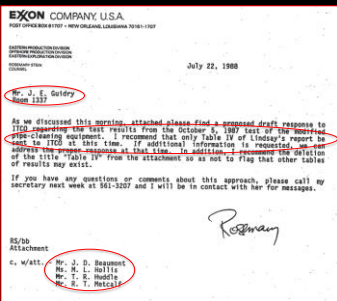 EXXON COMPANY, U.S.A.
POST OFFICE BOX 61707 • NEW ORLEANS, LOUISIANA 70161-1707
EASTERN PRODUCTION DIVISION
OFFSHORE PRODUCTION DIVISION
EASTERN EXPLORATION DIVISION
ROSEMARY STEIN
COUNSEL
July 22, 1988
Mr. J. E. Guidry
Room 1337
As we discussed this morning, attached please find a proposed draft response to
ITCO regarding the test results from the October 5, 1987 test of the modified
pipe-cleaning equipment. I recommend that only Table IV of Lindsay's report be
sent to ITCO at this time. If additional information is requested, we can
address the proper response at that time. In addition, I recommend the deletion
of the title "Table IV" from the attachment so as not to flag that other tables
of results may exist.
If you have any questions or comments about this approach, please call my
secretary next week at 561-3207 and I will be in contact with her for messages.
Rosemary
RS/bb
Attachment
c, w/att. - Mr. J. D. Beaumont
Ms. M. L. Hollis
Mr. T. R. Huddle
Mr. R. T. Metcalf